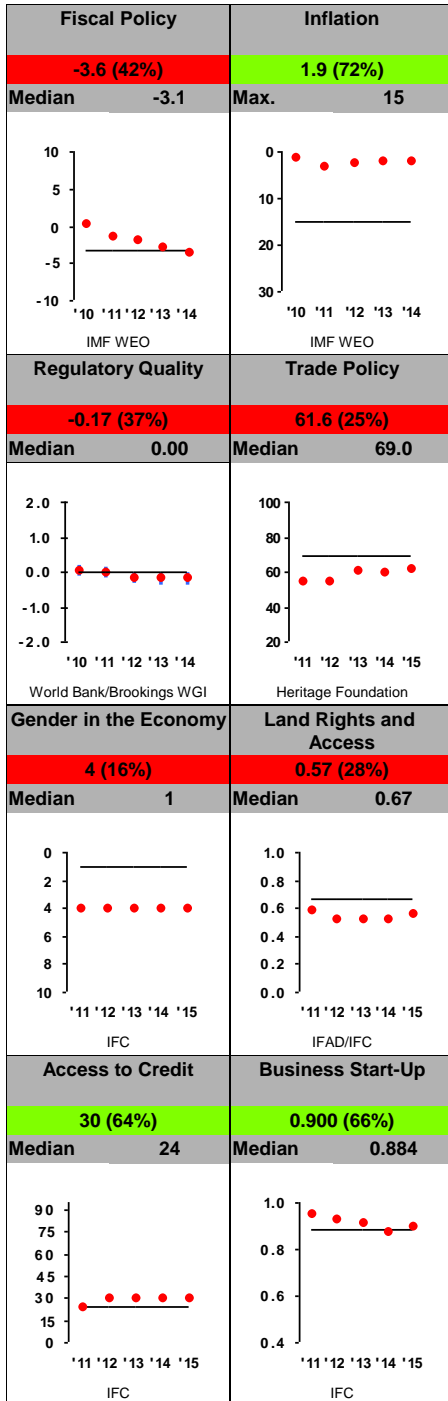 Fiscal Policy
-3.6 (42%)
Median -3.1
10
5
0
-5
-10
'10 '11 '12 '13 '14
IMF WEO
Inflation
1.9 (72%)
Max. 15
0
10
20
30
'10 '11 '12 '13 '14
IMF WEO
Regulatory Quality
-0.17 (37%)
Median 0.00
2.0
1.0
0.0
-1.0
-2.0
'10 '11 '12 '13 '14
World Bank/Brookings WGI
Trade Policy
61.6 (25%)
Median 69.0
100
80
60
40
20
'11 '12 '13 '14 '15
Heritage Foundation
Gender in the Economy
4 (16%)
Median 1
0
2
4
6
8
10
'11 '12 '13 '14 '15
IFC
Land Rights and
Access
0.57 (28%)
Median 0.67
1.0
0.8
0.6
0.4
0.2
0.0
'11 '12 '13 '14 '15
IFAD/IFC
Access to Credit
30 (64%)
Median 24
90
75
60
45
30
15
0
'11 '12 '13 '14 '15
IFC
Business Start-Up
0.900 (66%)
Median 0.884
1.0
0.8
0.6
0.4
'11 '12 '13 '14 '15
IFC